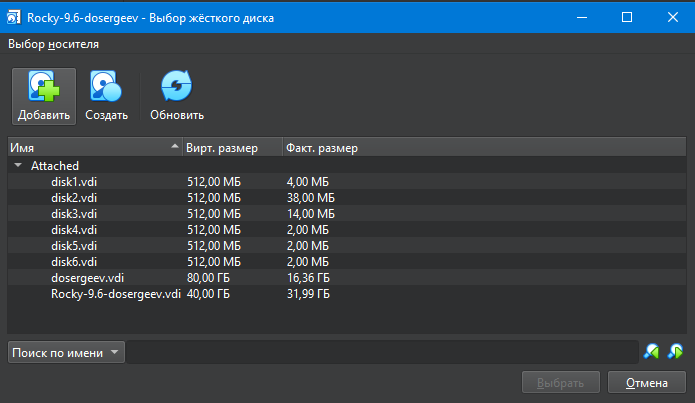 Rocky-9.6-dosergeev - Выбор жёсткого диска
Выбор носителя
Добавить Создать Обновить
Имя Вирт. размер Факт. размер
Attached
disk1.vdi 512,00 МБ 4,00 МБ
disk2.vdi 512,00 МБ 38,00 МБ
disk3.vdi 512,00 МБ 14,00 МБ
disk4.vdi 512,00 МБ 2,00 МБ
disk5.vdi 512,00 МБ 2,00 МБ
disk6.vdi 512,00 МБ 2,00 МБ
dosergeev.vdi 80,00 ГБ 16,36 ГБ
Rocky-9.6-dosergeev.vdi 40,00 ГБ 31,99 ГБ
Поиск по имени
Выбрать Отмена